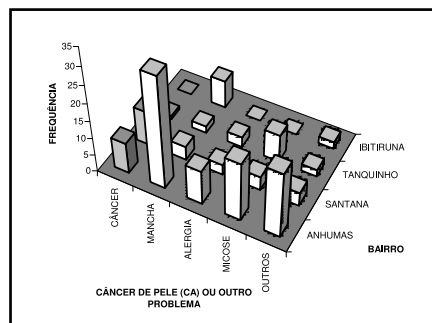 35
30
25
20
15
10
5
0
FREQUÊNCIA
CÂNCER
MANCHA
ALERGIA
MICOSE
OUTROS
IBITIRUNA
TANQUINHO
SANTANA
ANHUMAS
BAÍRRO
CÂNCER DE PELE (CA) OU OUTRO
PROBLEMA